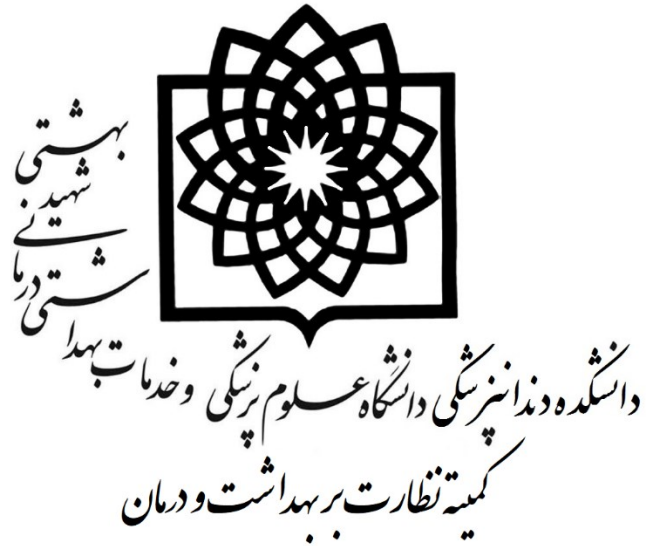 دانشکده دندانپزشکی دانشگاه علوم پزشکی و خدمات بهداشتی درمانی شهید بهشتی
کمیته نظارت بر بهداشت و درمان